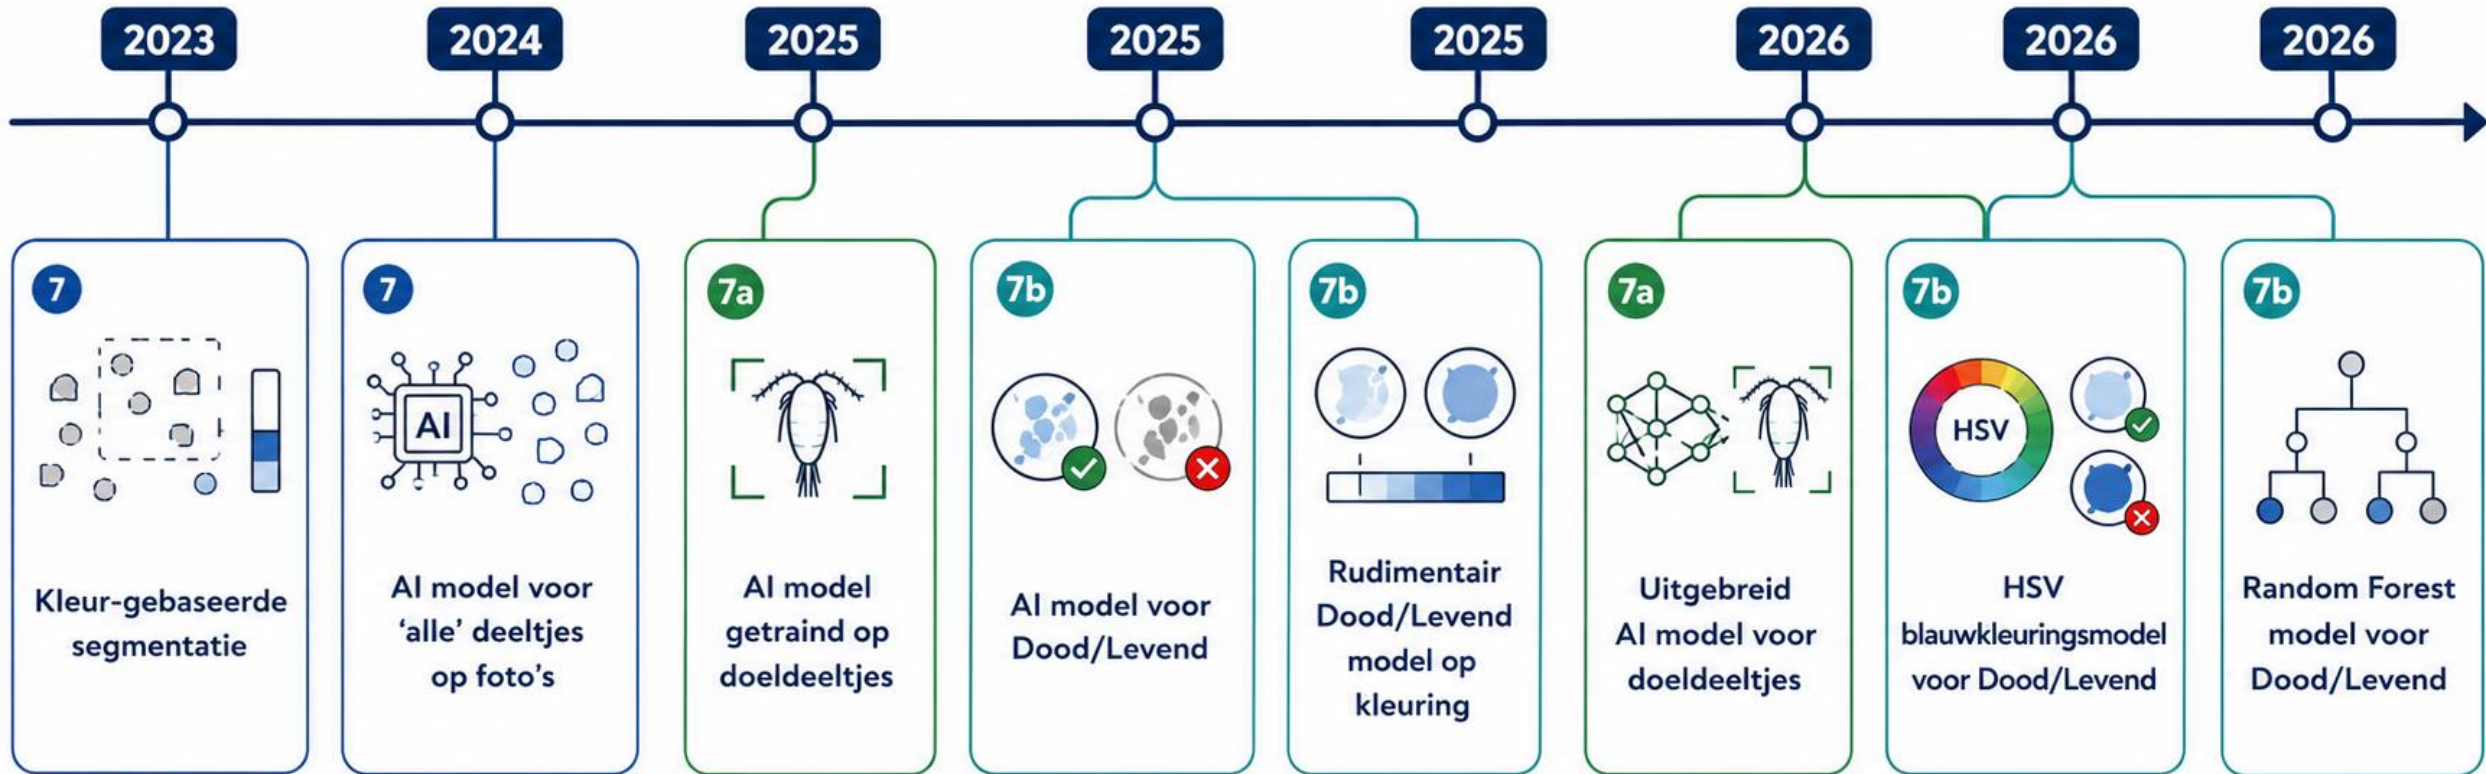 2023
2024
2025
2025
2025
2026
2026
2026
7
Kleur-gebaseerde
segmentatie
7
AI
AI model voor
‘alle’ deeltjes
op foto’s
7a
AI model
getraind op
doeldeeltjes
7b
AI model voor
Dood/Levend
7b
Rudimentair
Dood/Levend
model op
kleuring
7a
Uitgebreid
AI model voor
doeldeeltjes
7b
HSV
HSV
blauwkleuringsmodel
voor Dood/Levend
7b
Random Forest
model voor
Dood/Levend